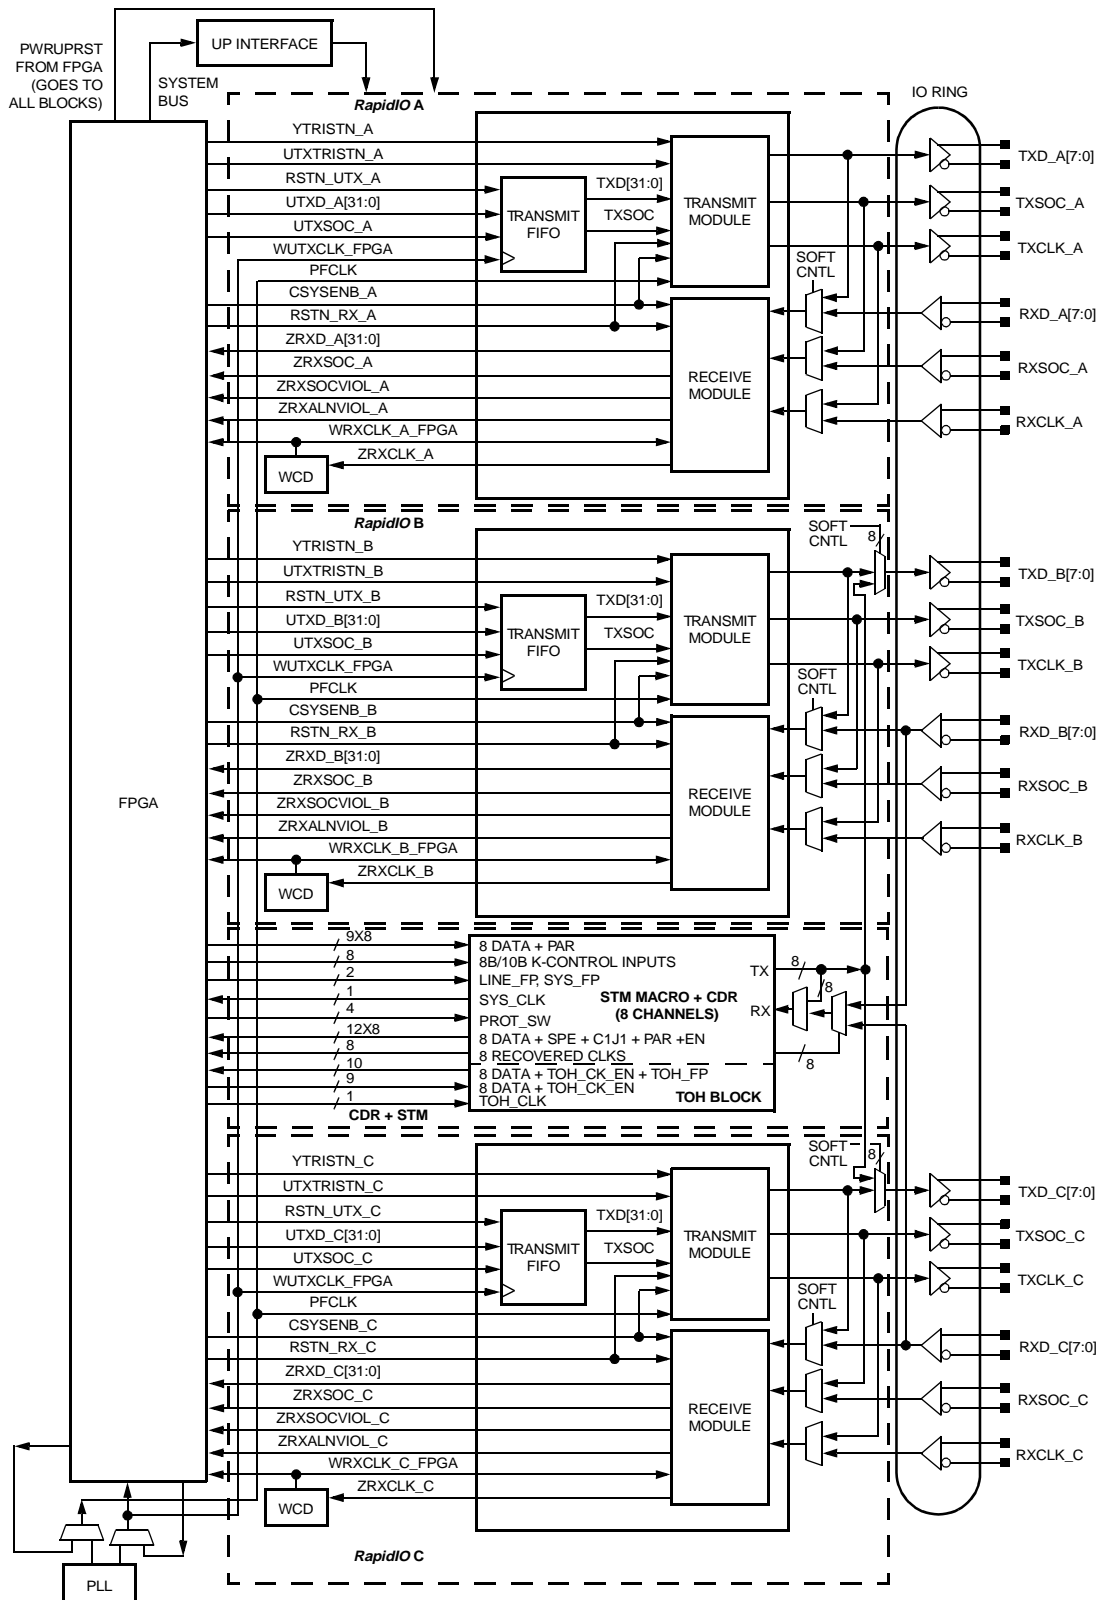 PWRUPRST
FROM FPGA
(GOES TO
ALL BLOCKS)
UP INTERFACE
SYSTEM
BUS
IO RING
RapidIO A
YTRISTN_A
UTXTRISTN_A
RSTN_UTX_A
UTXD_A[31:0]
UTXSOC_A
WUTXCLK_FPGA
PFCLK
CSYSENB_A
RSTN_RX_A
ZRXD_A[31:0]
ZRXSOC_A
ZRXSOCVIOL_A
ZRXALNVIOL_A
WRXCLK_A_FPGA
ZRXCLK_A
WCD
TRANSMIT
FIFO
TXD[31:0]
TXSOC
TRANSMIT
MODULE
RECEIVE
MODULE
SOFT
CNTL
TXD_A[7:0]
TXSOC_A
TXCLK_A
RXD_A[7:0]
RXSOC_A
RXCLK_A
FPGA
RapidIO B
YTRISTN_B
UTXTRISTN_B
RSTN_UTX_B
UTXD_B[31:0]
UTXSOC_B
WUTXCLK_FPGA
PFCLK
CSYSENB_B
RSTN_RX_B
ZRXD_B[31:0]
ZRXSOC_B
ZRXSOCVIOL_B
ZRXALNVIOL_B
WRXCLK_B_FPGA
ZRXCLK_B
WCD
TRANSMIT
FIFO
TXD[31:0]
TXSOC
TRANSMIT
MODULE
RECEIVE
MODULE
SOFT
CNTL
8
SOFT
CNTL
TXD_B[7:0]
TXSOC_B
TXCLK_B
RXD_B[7:0]
RXSOC_B
RXCLK_B
9X8
8
2
1
4
12X8
8
10
9
1
8 DATA + PAR
8B/10B K-CONTROL INPUTS
LINE_FP, SYS_FP
SYS_CLK
PROT_SW
8 DATA + SPE + C1J1 + PAR +EN
8 RECOVERED CLKS
8 DATA + TOH_CK_EN + TOH_FP
8 DATA + TOH_CK_EN
TOH_CLK
STM MACRO + CDR
(8 CHANNELS)
TX
RX
8
8
8
TOH BLOCK
CDR + STM
SOFT
CNTL
8
YTRISTN_C
UTXTRISTN_C
RSTN_UTX_C
UTXD_C[31:0]
UTXSOC_C
WUTXCLK_FPGA
PFCLK
CSYSENB_C
RSTN_RX_C
ZRXD_C[31:0]
ZRXSOC_C
ZRXSOCVIOL_C
ZRXALNVIOL_C
WRXCLK_C_FPGA
ZRXCLK_C
WCD
TRANSMIT
FIFO
TXD[31:0]
TXSOC
TRANSMIT
MODULE
RECEIVE
MODULE
SOFT
CNTL
TXD_C[7:0]
TXSOC_C
TXCLK_C
RXD_C[7:0]
RXSOC_C
RXCLK_C
RapidIO C
PLL